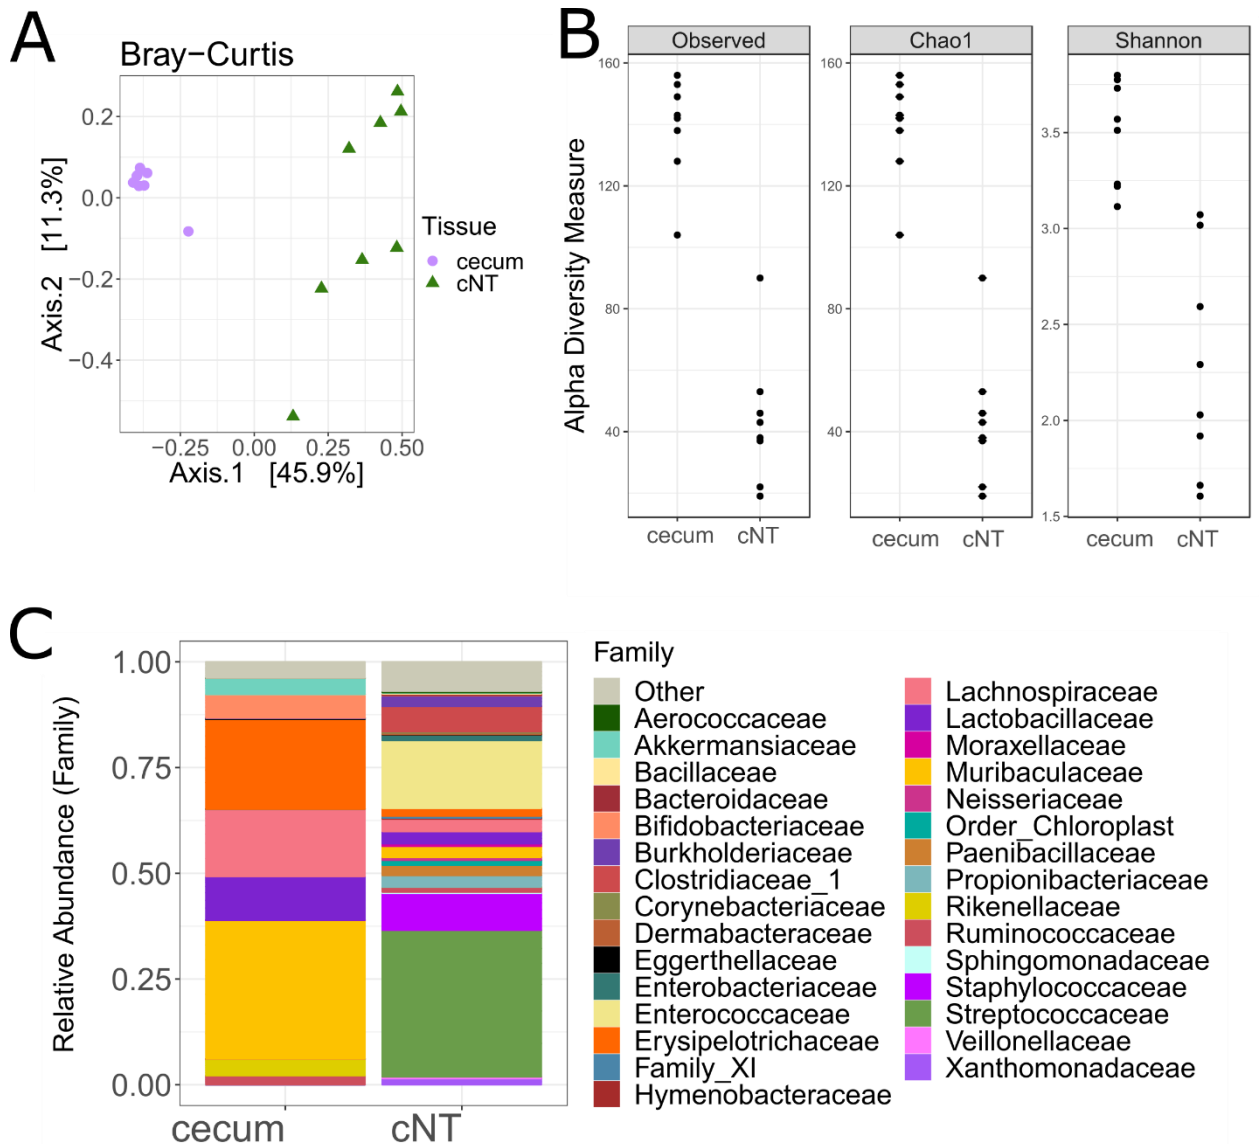 A
Bray−Curtis
0.2
0.0
−0.2
−0.4
Axis.2 [11.3%]
−0.25 0.00 0.25 0.50
Axis.1 [45.9%]
Tissue
cecum
cNT
B
Observed Chao1 Shannon
Alpha Diversity Measure
160
120
80
40
160
120
80
40
3.5
3.0
2.5
2.0
1.5
cecum cNT
cecum cNT
cecum cNT
C
1.00
0.75
0.50
0.25
0.00
Relative Abundance (Family)
cecum cNT
Family
Other
Aerococcaceae
Akkermansiaceae
Bacillaceae
Bacteroidaceae
Bifidobacteriaceae
Burkholderiaceae
Clostridiaceae_1
Corynebacteriaceae
Dermabacteraceae
Eggerthellaceae
Enterobacteriaceae
Enterococcaceae
Erysipelotrichaceae
Family_XI
Hymenobacteraceae
Lachnospiraceae
Lactobacillaceae
Moraxellaceae
Muribaculaceae
Neisseriaceae
Order_Chloroplast
Paenibacillaceae
Propionibacteriaceae
Rikenellaceae
Ruminococcaceae
Sphingomonadaceae
Staphylococcaceae
Streptococcaceae
Veillonellaceae
Xanthomonadaceae